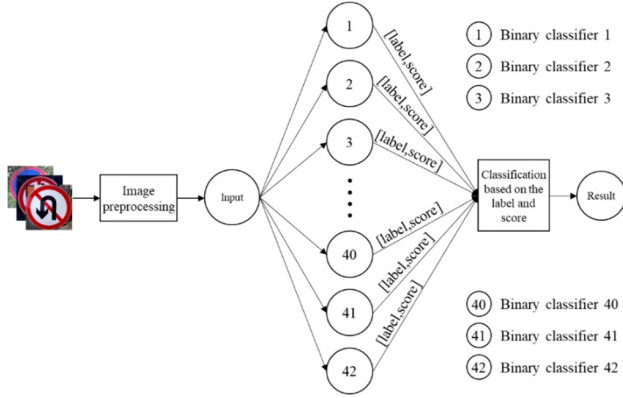 1
[label,score]
1 Binary classifier 1
2
[label,score]
2 Binary classifier 2
3
[label,score]
3 Binary classifier 3
Image
preprocessing
Input
Classification
based on the
label and
score
Result
40
[label,score]
40 Binary classifier 40
41
[label,score]
41 Binary classifier 41
42
[label,score]
42 Binary classifier 42